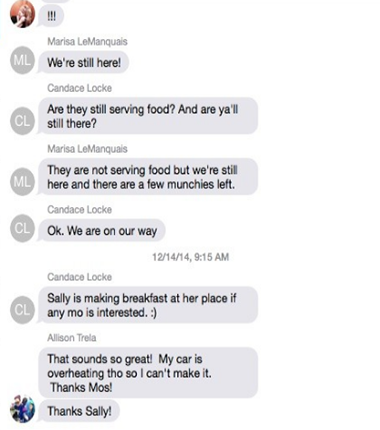 !!!
Marisa LeManquais
ML
We're still here!
Candace Locke
CL
Are they still serving food? And are ya'll
still there?
Marisa LeManquais
ML
They are not serving food but we're still
here and there are a few munchies left.
Candace Locke
CL
Ok. We are on our way
12/14/14, 9:15 AM
Candace Locke
CL
Sally is making breakfast at her place if
any mo is interested. :)
Allison Trela
That sounds so great!  My car is
overheating tho so I can't make it.
Thanks Mos!
Thanks Sally!